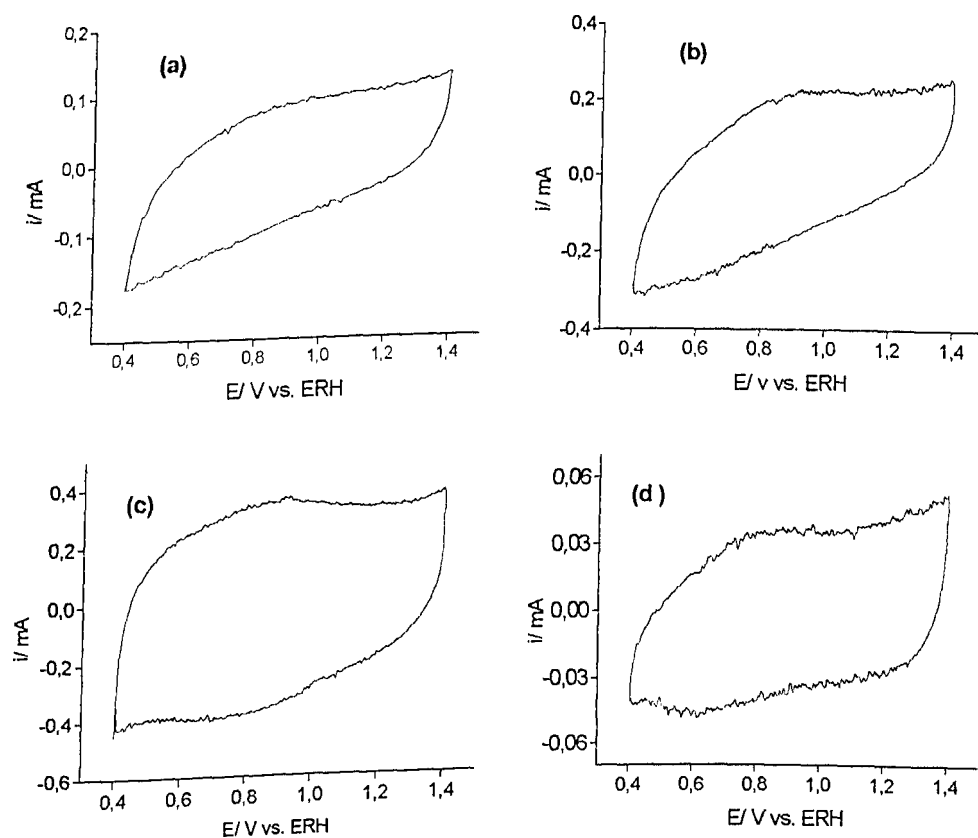 (a)
0,2
0,1
0,0
-0,1
-0,2
i/ mA
0,4 0,6 0,8 1,0 1,2 1,4
E/ V vs. ERH
(b)
0,4
0,2
0,0
-0,2
-0,4
i/ mA
0,4 0,6 0,8 1,0 1,2 1,4
E/ v vs. ERH
(c)
0,4
0,2
0,0
-0,2
-0,4
-0,6
i/ mA
0,4 0,6 0,8 1,0 1,2 1,4
E/ V vs. ERH
(d )
0,06
0,03
0,00
-0,03
-0,06
i/ mA
0,4 0,6 0,8 1,0 1,2 1,4
E/ V vs. ERH